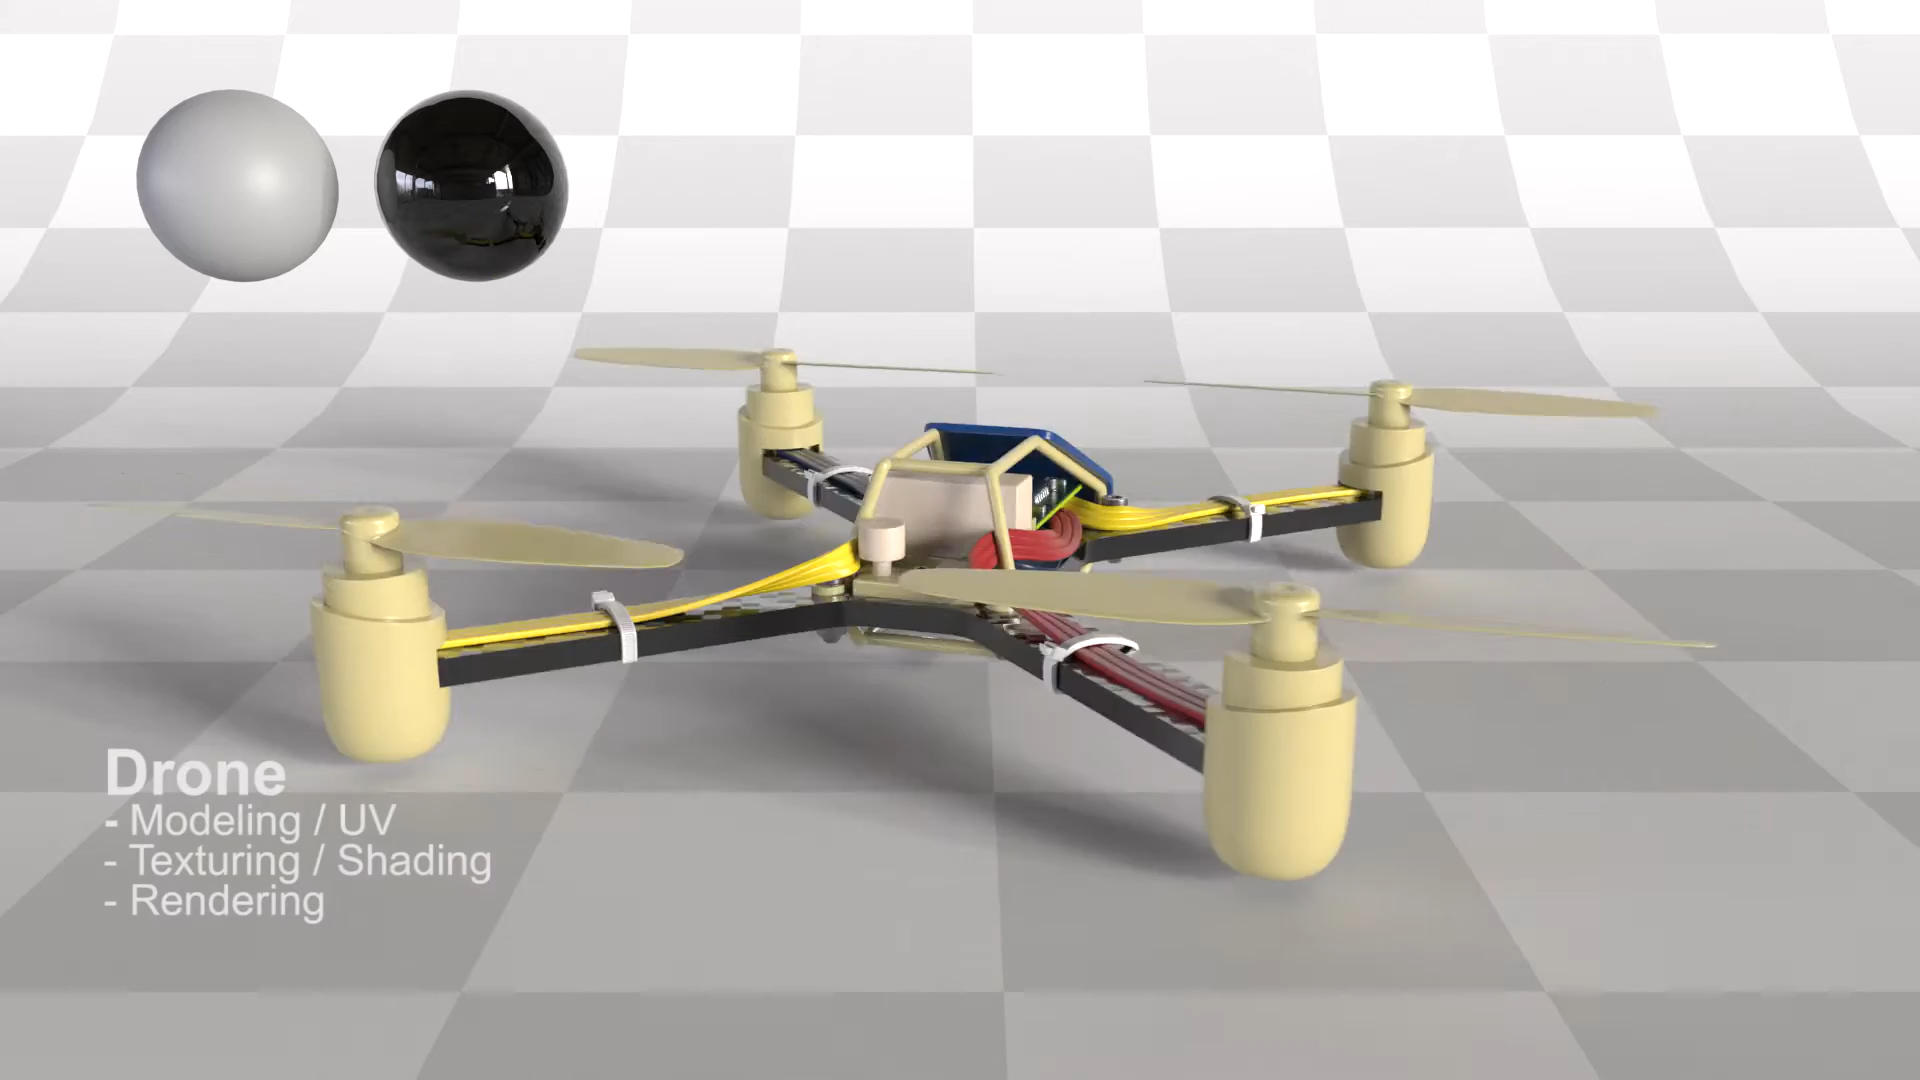 Drone
- Modeling / UV
- Texturing / Shading
- Rendering